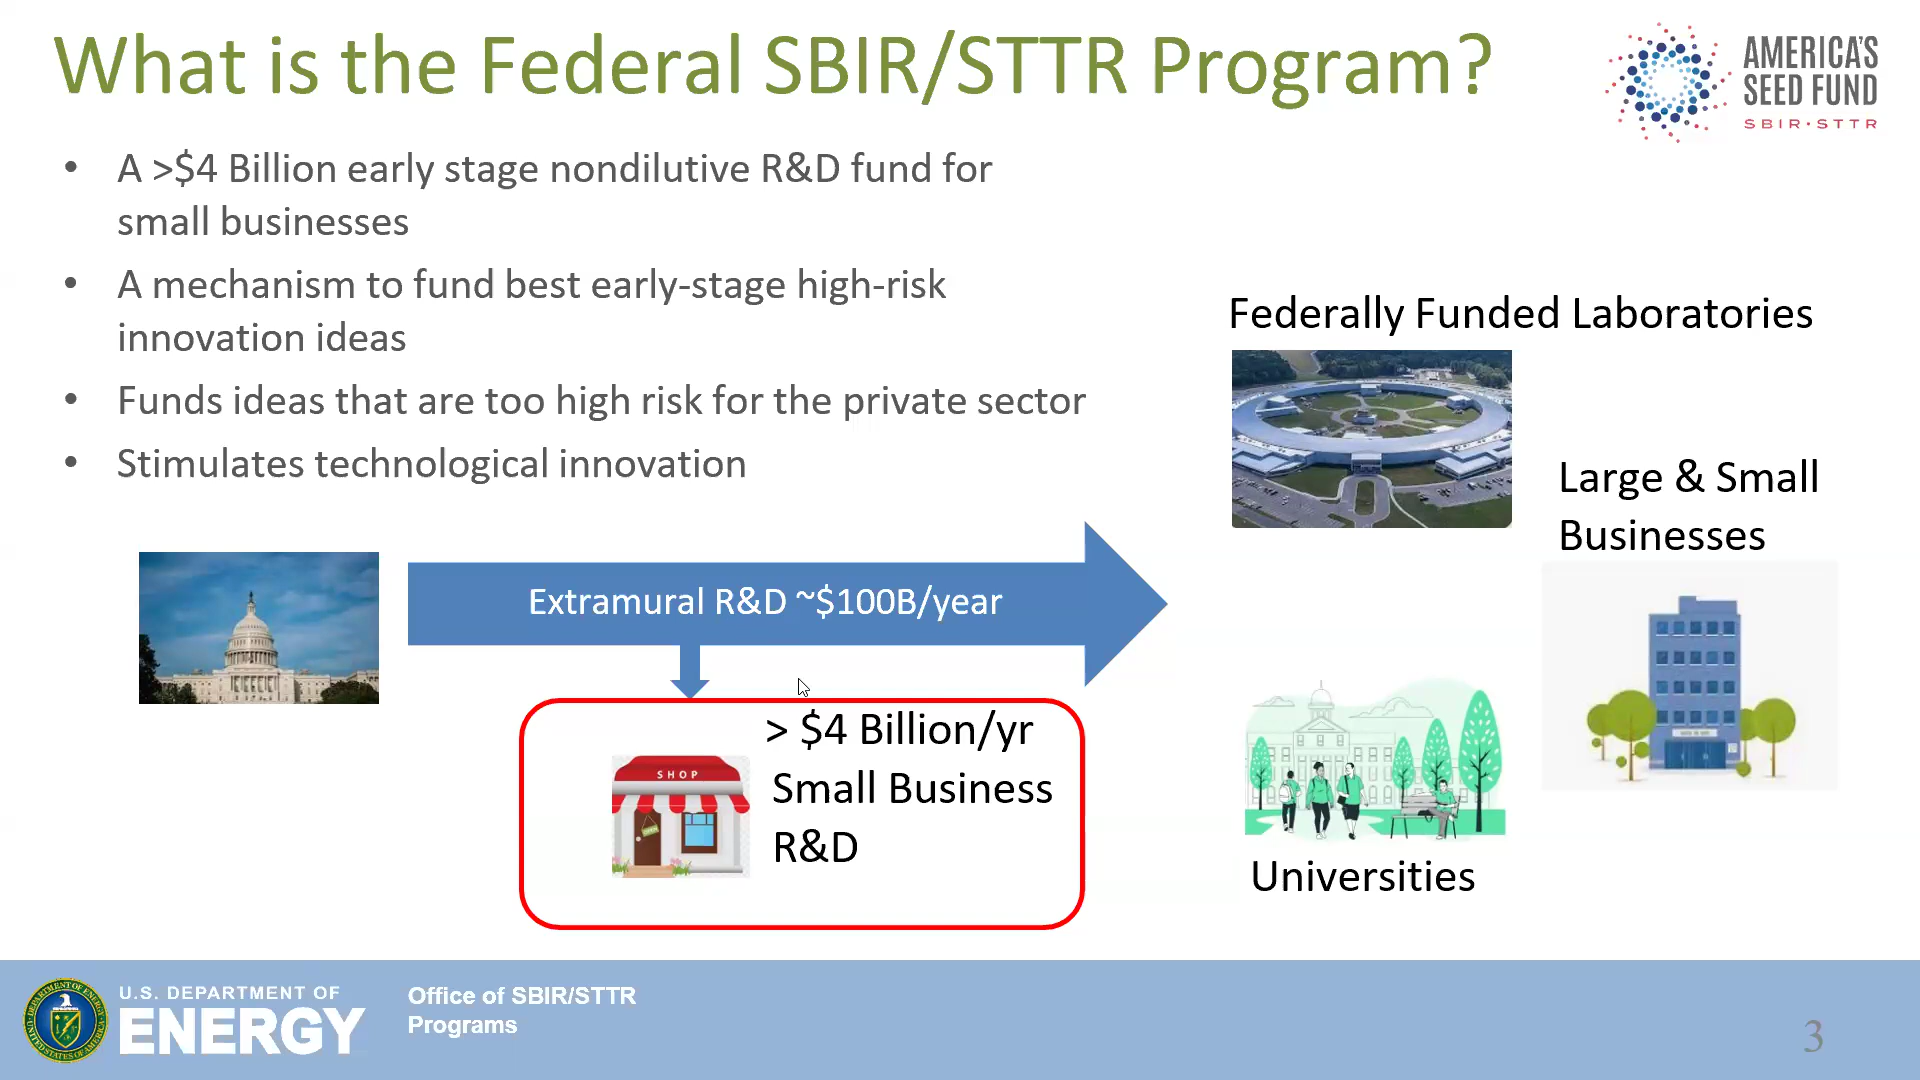 What is the Federal SBIR/STTR Program?
AMERICA'S
SEED FUND
SBIR·STTR
• A >$4 Billion early stage nondilutive R&D fund for
small businesses
• A mechanism to fund best early-stage high-risk
innovation ideas
• Funds ideas that are too high risk for the private sector
• Stimulates technological innovation
Federally Funded Laboratories
Large & Small
Businesses
Extramural R&D ~$100B/year
> $4 Billion/yr
Small Business
R&D
SHOP
OPEN
Universities
U.S. DEPARTMENT OF
ENERGY
Office of SBIR/STTR
Programs
3